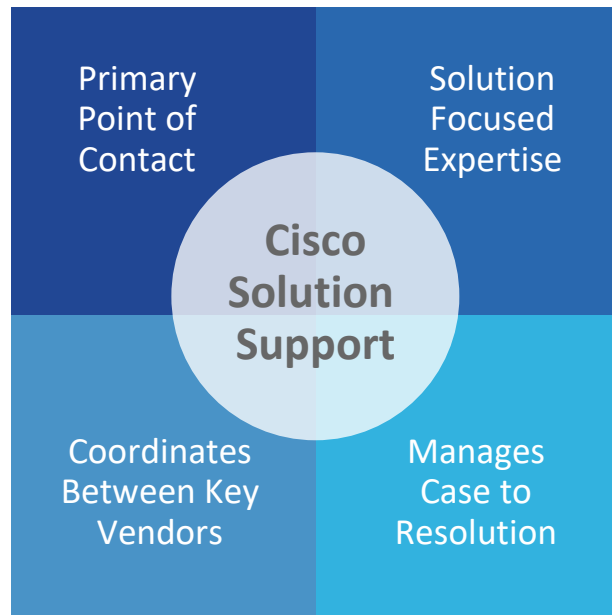 Primary
Point of
Contact
Solution
Focused
Expertise
Cisco
Solution
Support
Coordinates
Between Key
Vendors
Manages
Case to
Resolution